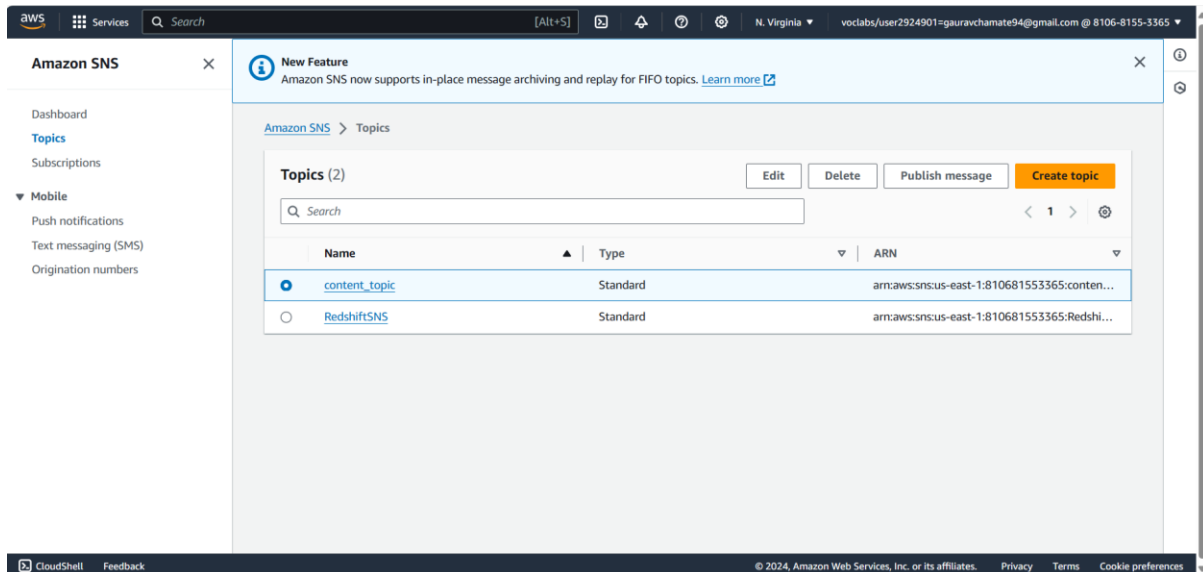 aws Services Search [Alt+S] N. Virginia voclabs/user2924901=gauravchamate94@gmail.com @ 8106-8155-3365
Amazon SNS
Dashboard
Topics
Subscriptions
Mobile
Push notifications
Text messaging (SMS)
Origination numbers
New Feature
Amazon SNS now supports in-place message archiving and replay for FIFO topics. Learn more
Amazon SNS > Topics
Topics (2) Edit Delete Publish message Create topic
Search 1
Name Type ARN
content_topic Standard arn:aws:sns:us-east-1:810681553365:conten...
RedshiftSNS Standard arn:aws:sns:us-east-1:810681553365:Redshi...
CloudShell Feedback © 2024, Amazon Web Services, Inc. or its affiliates. Privacy Terms Cookie preferences